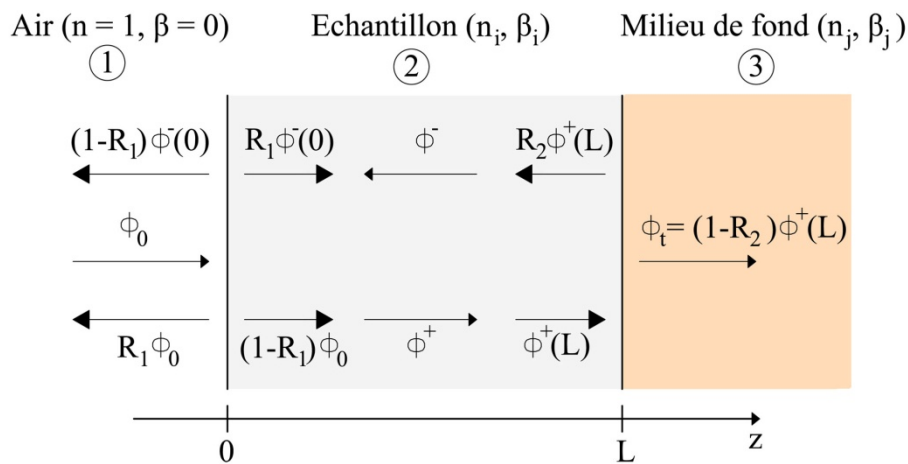 Air (n = 1, β = 0) Echantillon (nᵢ, βᵢ) Milieu de fond (nⱼ, βⱼ)
① ② ③
(1-R₁)ϕ⁻(0) R₁ϕ⁻(0) ϕ⁻ R₂ϕ⁺(L)
ϕ₀ ϕₜ= (1-R₂)ϕ⁺(L)
R₁ϕ₀ (1-R₁)ϕ₀ ϕ⁺ ϕ⁺(L)
0 L z